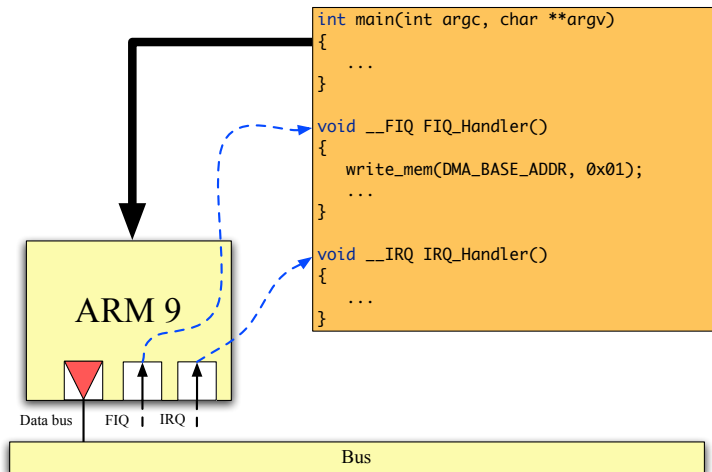 int main(int argc, char **argv)
{
...
}
void __FIQ FIQ_Handler()
{
write_mem(DMA_BASE_ADDR, 0x01);
...
}
void __IRQ IRQ_Handler()
{
...
}
ARM 9
Data bus
FIQ
IRQ
Bus